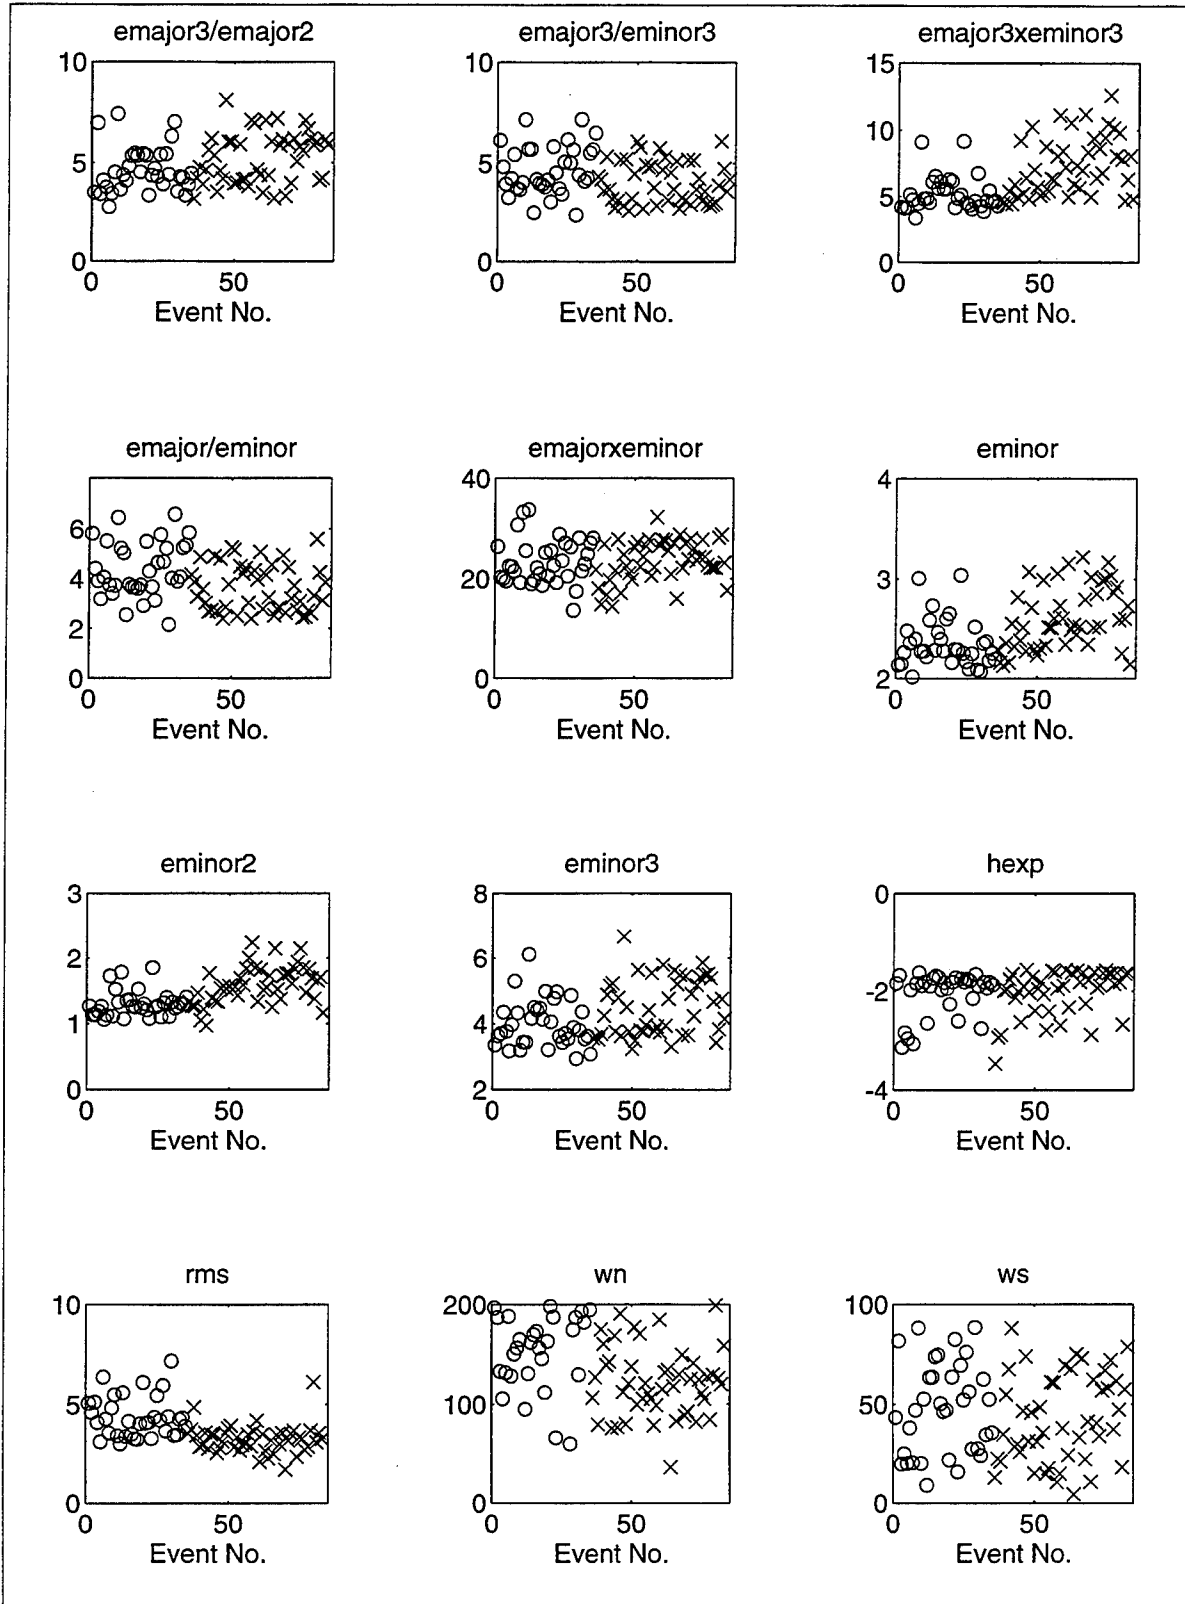 emajor3/emajor2
emajor3/eminor3
emajor3xeminor3
10
5
0
0
50
Event No.
10
5
0
0
50
Event No.
15
10
5
0
0
50
Event No.
emajor/eminor
emajorxeminor
eminor
6
4
2
0
0
50
Event No.
40
20
0
0
50
Event No.
4
3
2
0
50
Event No.
eminor2
eminor3
hexp
3
2
1
0
0
50
Event No.
8
6
4
2
0
50
Event No.
0
-2
-4
0
50
Event No.
rms
wn
ws
10
5
0
0
50
Event No.
200
100
0
0
50
Event No.
100
50
0
0
50
Event No.